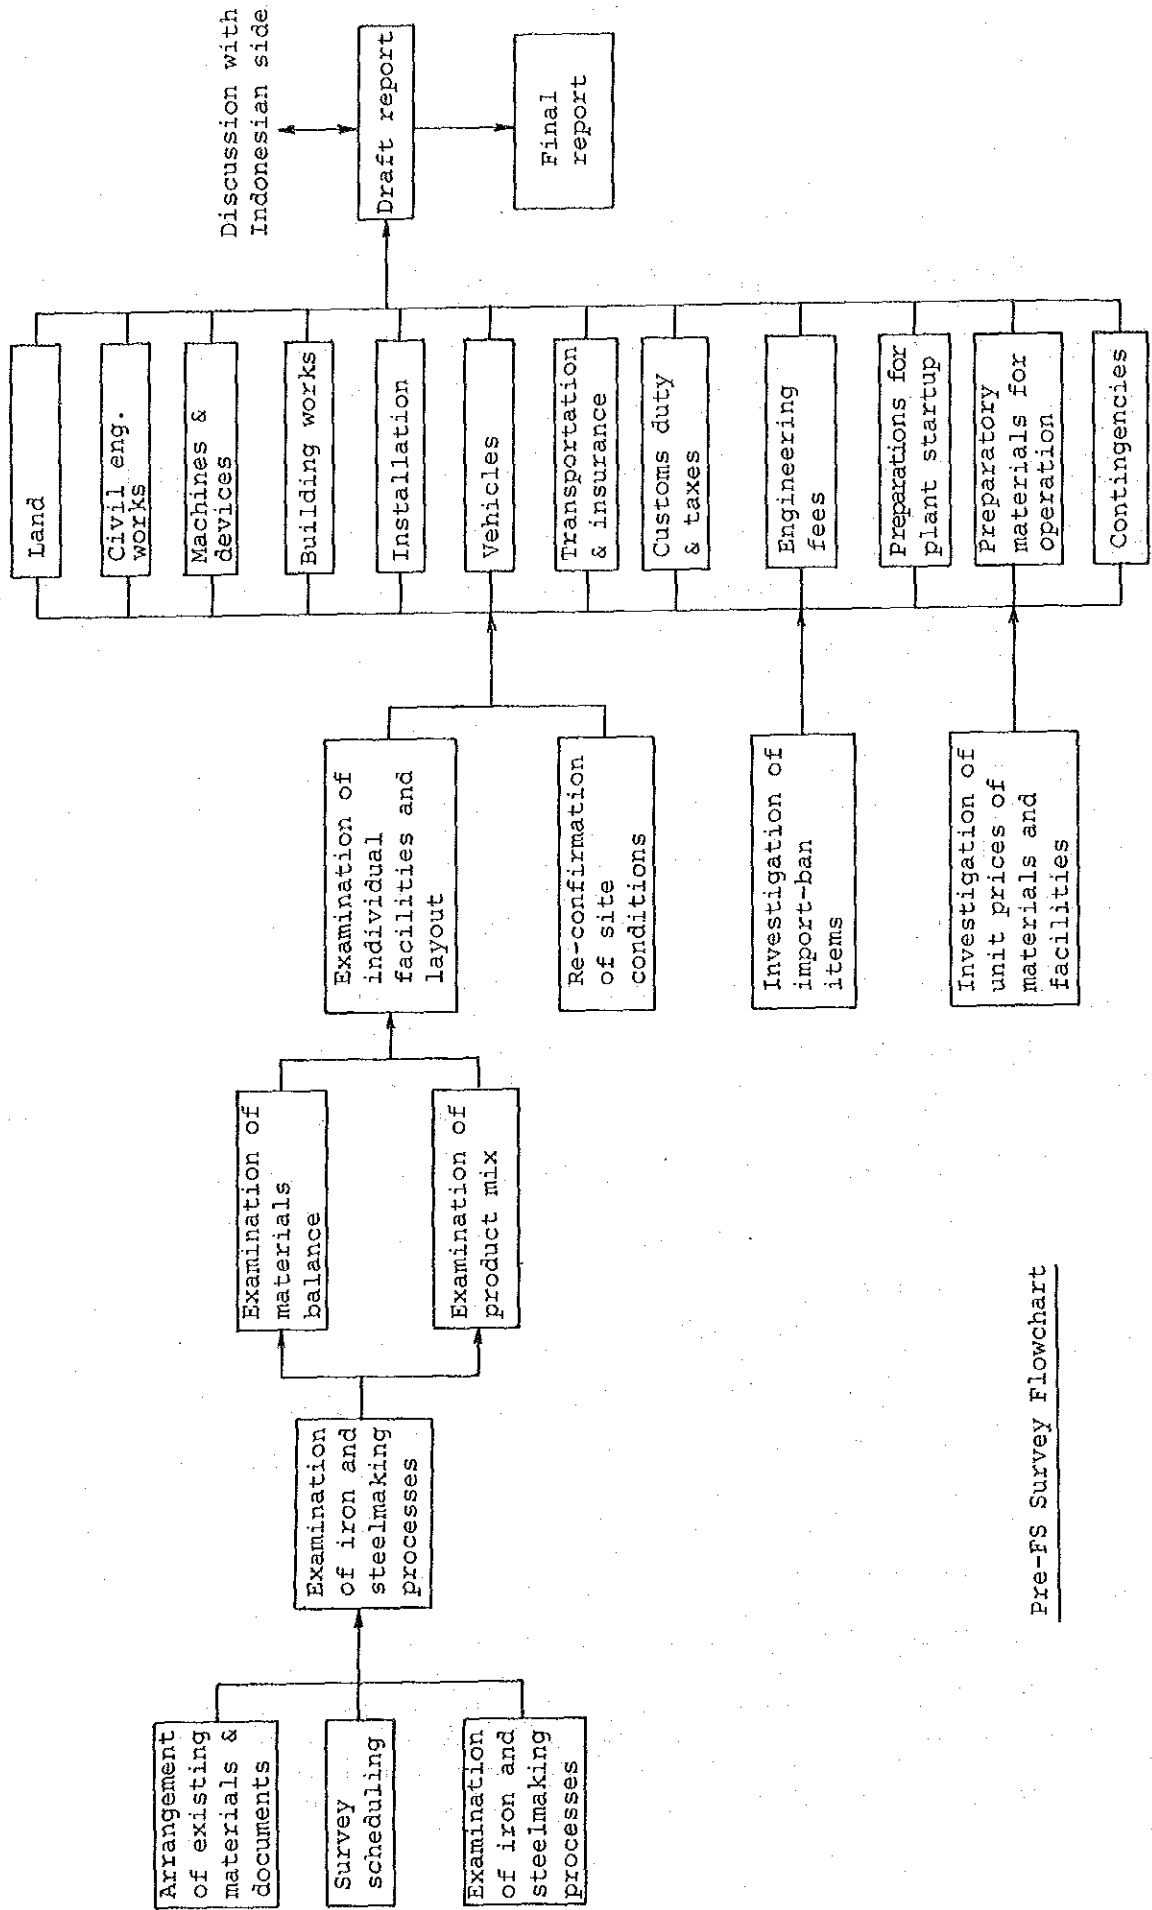 Arrangement
of existing
materials &
documents
Survey
scheduling
Examination
of iron and
steelmaking
processes
Examination
of iron and
steelmaking
processes
Examination of
materials
balance
Examination of
product mix
Examination of
individual
facilities and
layout
Re-confirmation
of site
conditions
Investigation of
import-ban
items
Investigation of
unit prices of
materials and
facilities
Land
Civil eng.
works
Machines &
devices
Building works
Installation
Vehicles
Transportation
& insurance
Customs duty
& taxes
Engineering
fees
Preparations for
plant startup
Preparatory
materials for
operation
Contingencies
Discussion with
Indonesian side
Draft report
Final
report
Pre-FS Survey Flowchart